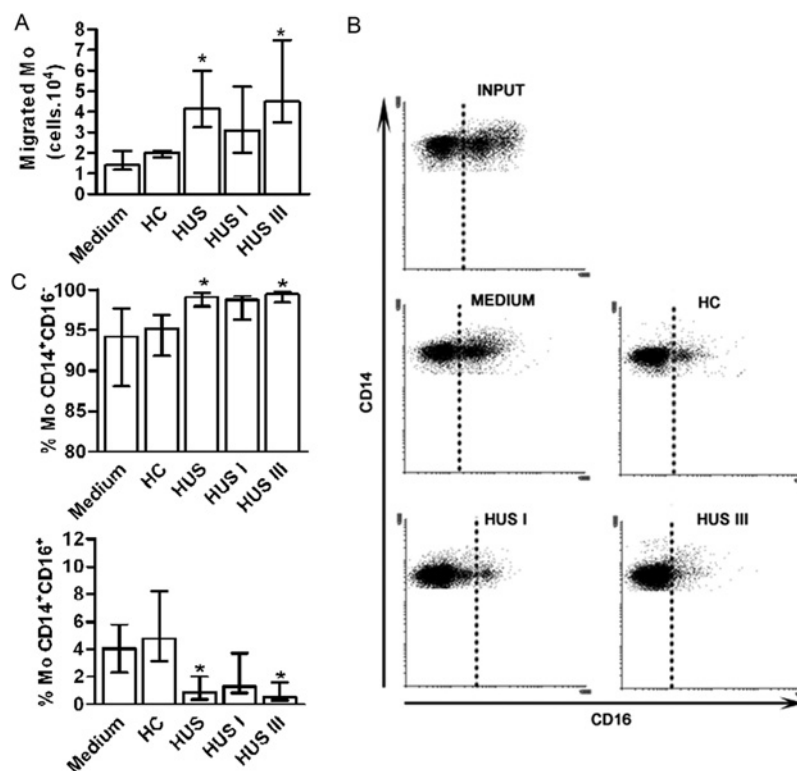 A
Migrated Mo
(cells.10⁴)
8
7
6
5
4
3
2
1
0
*
*
Medium
HC
HUS
HUS I
HUS III
C
% Mo CD14⁺CD16⁻
100
95
90
85
80
*
*
Medium
HC
HUS
HUS I
HUS III
% Mo CD14⁺CD16⁺
12
10
8
6
4
2
0
*
*
Medium
HC
HUS
HUS I
HUS III
B
INPUT
MEDIUM
HC
HUS I
HUS III
CD14
CD16